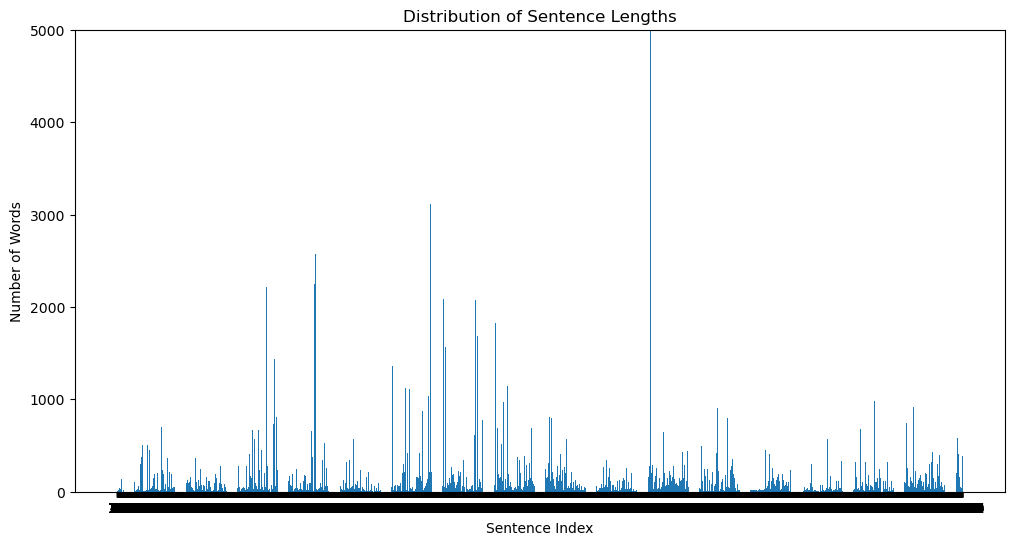 Distribution of Sentence Lengths
5000
4000
3000
2000
1000
0
Number of Words
Sentence Index